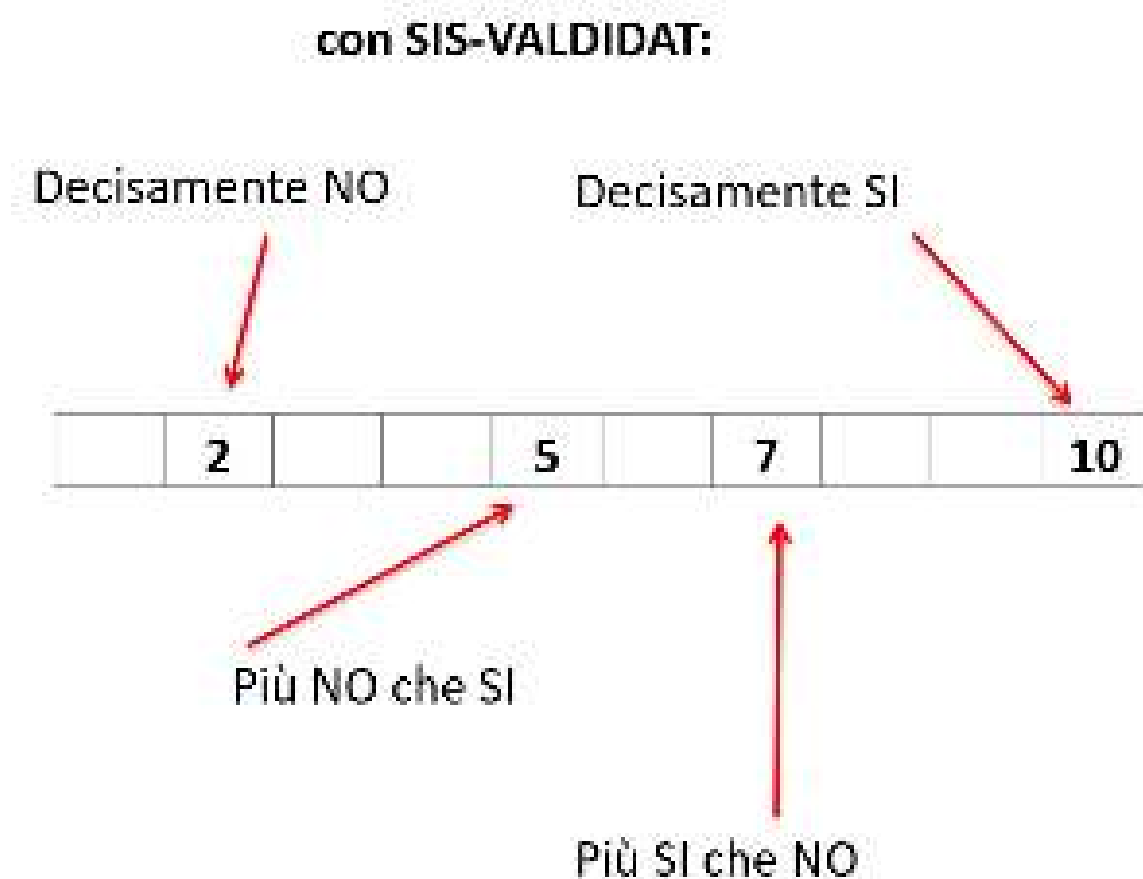 con SIS-VALDIDAT:
Decisamente NO
Decisamente SI
2 5 7 10
Più NO che SI
Più SI che NO